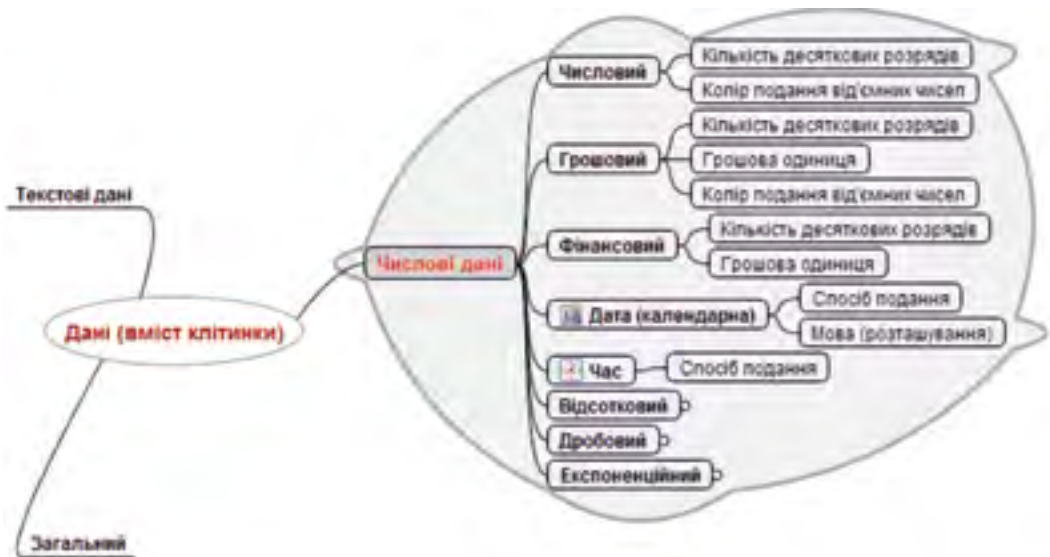 Текстові дані
Дані (вміст клітинки)
Загальний
Числові дані
Числовий
Кількість десяткових розрядів
Колір подання від'ємних чисел
Грошовий
Кількість десяткових розрядів
Грошова одиниця
Колір подання від'ємних чисел
Фінансовий
Кількість десяткових розрядів
Грошова одиниця
Дата (календарна)
Спосіб подання
Мова (розташування)
Час
Спосіб подання
Відсотковий
Дробовий
Експоненційний